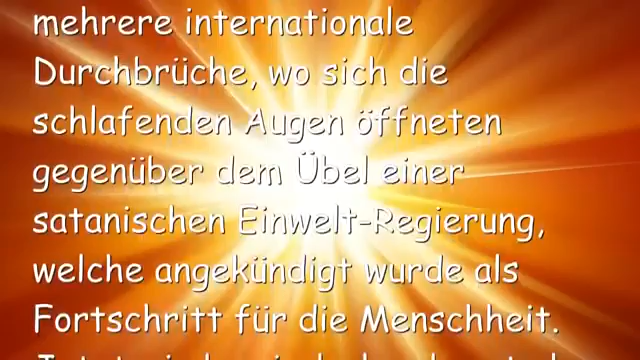 mehrere internationale
Durchbrüche, wo sich die
schlafenden Augen öffneten
gegenüber dem Übel einer
satanischen Einwelt-Regierung,
welche angekündigt wurde als
Fortschritt für die Menschheit.